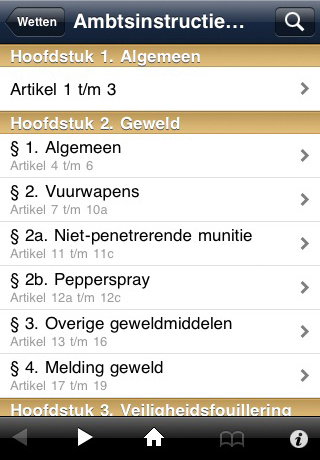 Wetten
Ambtsinstructie...
Hoofdstuk 1. Algemeen
Artikel 1 t/m 3
Hoofdstuk 2. Geweld
§ 1. Algemeen
Artikel 4 t/m 6
§ 2. Vuurwapens
Artikel 7 t/m 10a
§ 2a. Niet-penetrerende munitie
Artikel 11 t/m 11c
§ 2b. Pepperspray
Artikel 12a t/m 12c
§ 3. Overige geweldmiddelen
Artikel 13 t/m 16
§ 4. Melding geweld
Artikel 17 t/m 19
Hoofdstuk 3. Veiligheidsfouillering